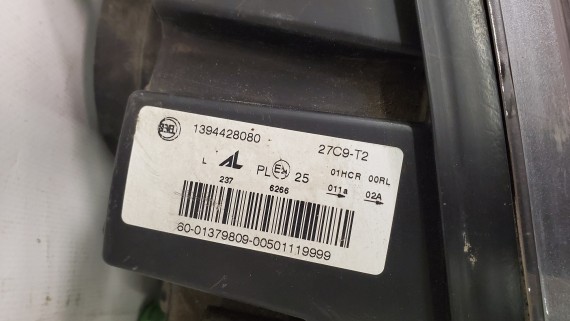 1394428080 27C9-T2
L AL PL 25 01HCR 00RL
237 6266 011a 02A
60-01379809-00501119999